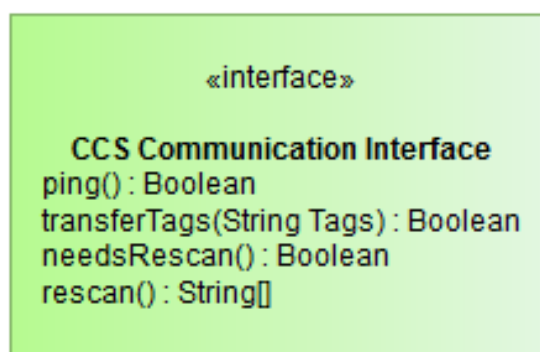 «interface»
CCS Communication Interface
ping() : Boolean
transferTags(String Tags) : Boolean
needsRescan() : Boolean
rescan() : String[]